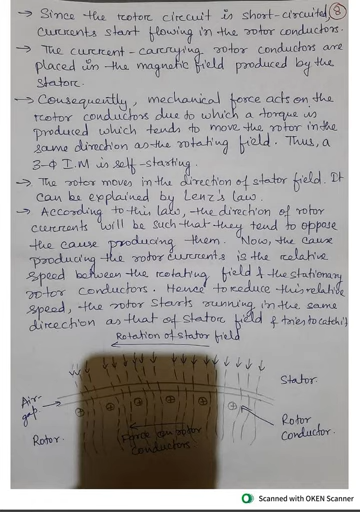 → Since the rotor circuit is short-circuited, 8
currents start flowing in the rotor conductors.
→ The current-carrying rotor conductors are
placed in the magnetic field produced by the
stator.
→ Consequently, mechanical force acts on the
rotor conductors due to which a torque is
produced which tends to move the rotor in the
same direction as the rotating field. Thus, a
3-ϕ I.M is self-starting.
→ The rotor moves in the direction of stator field. It
can be explained by Lenz's law.
→ According to this law, the direction of rotor
currents will be such that they tend to oppose
the cause producing them. Now, the cause
producing the rotor currents is the relative
speed between the rotating field & the stationary
rotor conductors. Hence to reduce this relative
speed, the rotor starts running in the same
direction as that of stator field & tries to catch it
Rotation of stator field
Stator.
Air-
gap
Rotor.
Force on rotor
conductors
Rotor
Conductor.
Scanned with OKEN Scanner